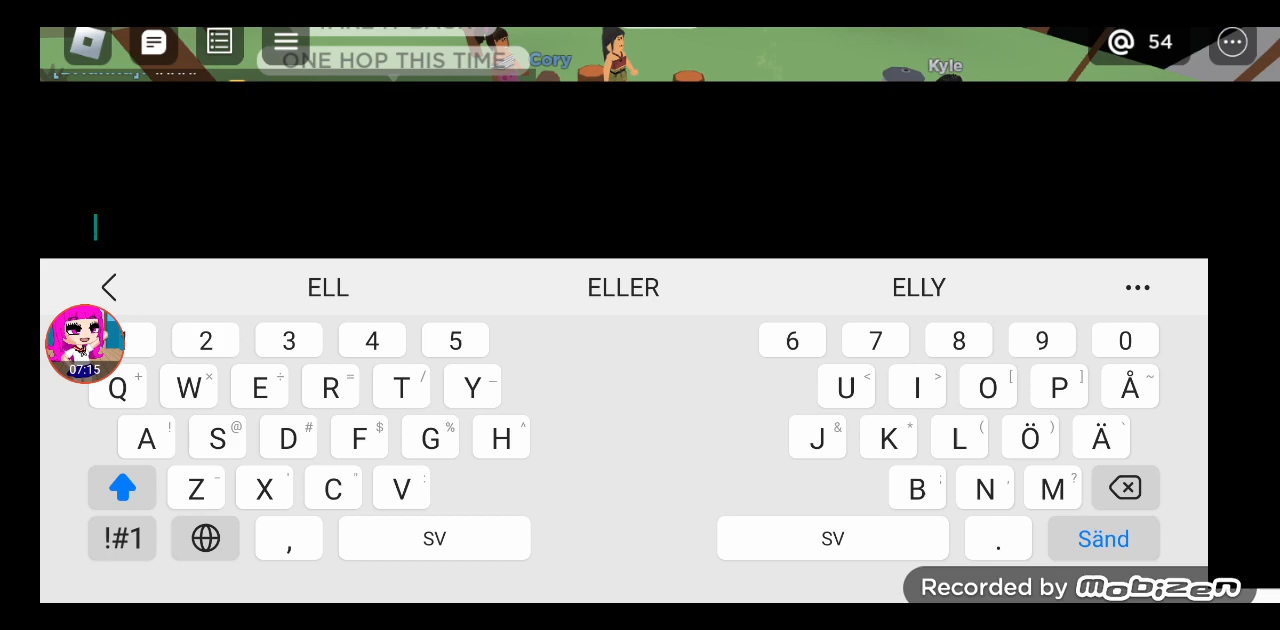 54
ONE HOP THIS TIME
Cory
Kyle
ELL ELLER ELLY
07:15
2 3 4 5 6 7 8 9 0
Q + W × E ÷ R = T / Y _ U < I > O [ P ] Å ~
A ! S @ D # F $ G % H ^ J & K * L ( Ö ) Ä `
Z - X ' C " V : B ; N , M ?
!#1 , SV SV . Sänd
Recorded by Mobizen